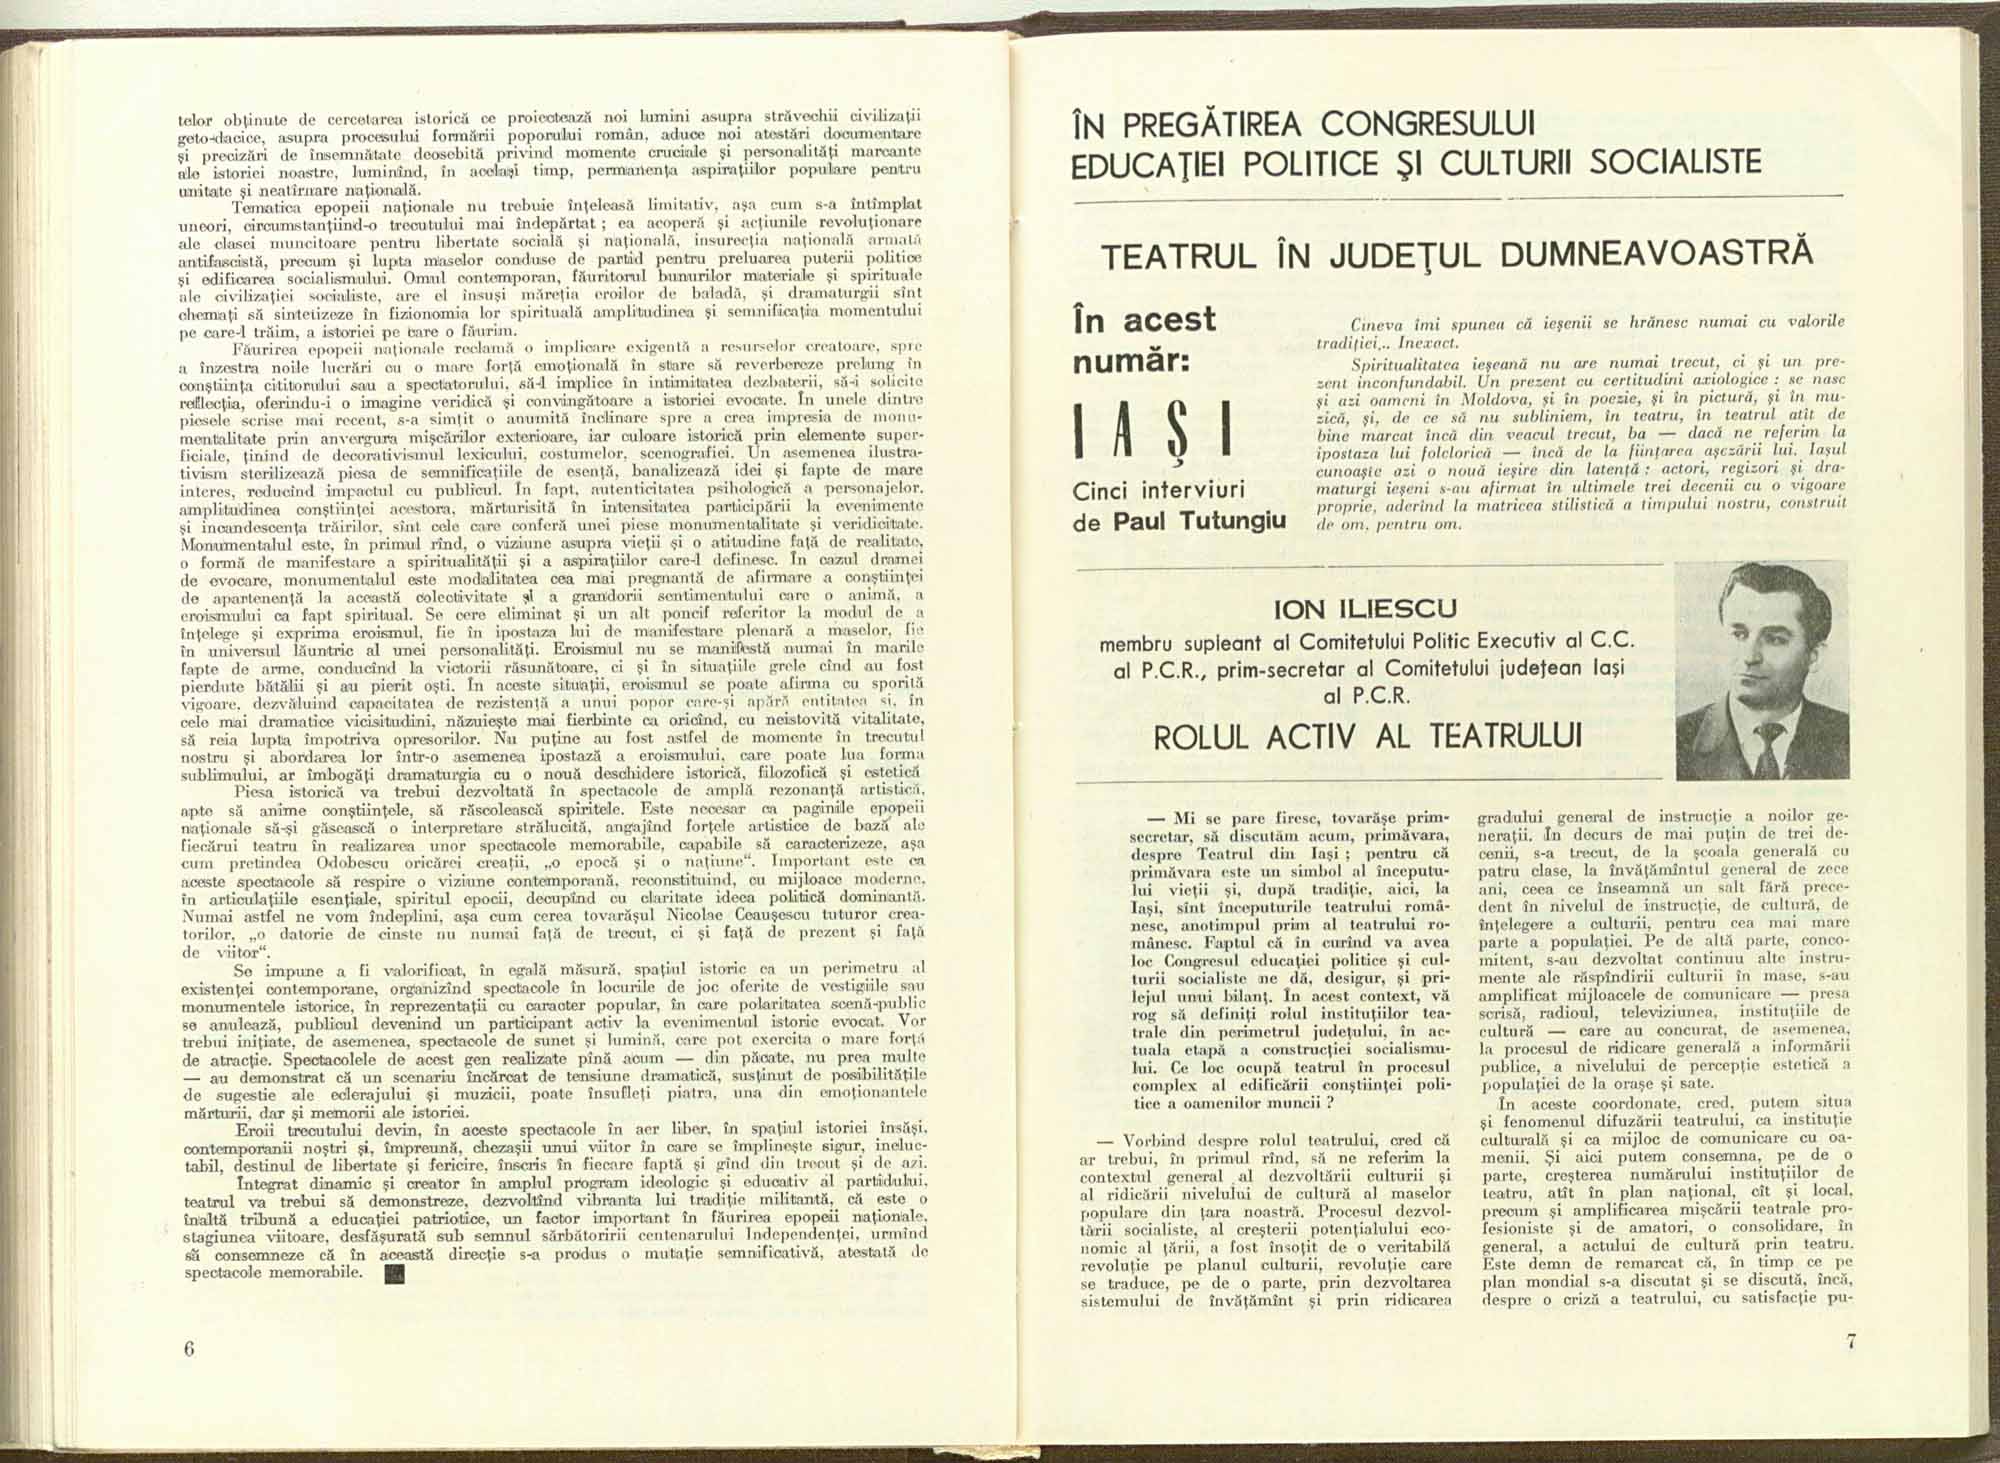 telor obținute de cercetarea istorică ce proiectează noi lumini asupra străvechii civilizații
geto-dacice, asupra procesului formării poporului român, aduce noi atestări documentare
și precizări de însemnătate deosebită privind momente cruciale și personalități marcante
ale istoriei noastre, luminînd, în același timp, permanența aspirațiilor populare pentru
unitate și neatîrnare națională.
Tematica epopeii naționale nu trebuie înțeleasă limitativ, așa cum s-a întîmplat
uneori, circumstanțiind-o trecutului mai îndepărtat ; ea acoperă și acțiunile revoluționare
ale clasei muncitoare pentru libertate socială și națională, insurecția națională armată
antifascistă, precum și lupta maselor conduse de partid pentru preluarea puterii politice
și edificarea socialismului. Omul contemporan, făuritorul bunurilor materiale și spirituale
ale civilizației socialiste, are el însuși măreția eroilor de baladă, și dramaturgii sînt
chemați să sintetizeze în fizionomia lor spirituală amplitudinea și semnificația momentului
pe care-l trăim, a istoriei pe care o făurim.
Făurirea epopeii naționale reclamă o implicare exigentă a resurselor creatoare, spre
a înzestra noile lucrări cu o mare forță emoțională în stare să reverbereze prelung în
conștiința cititorului sau a spectatorului, să-l implice în intimitatea dezbaterii, să-i solicite
reflecția, oferindu-i o imagine veridică și convingătoare a istoriei evocate. În unele dintre
piesele scrise mai recent, s-a simțit o anumită înclinare spre a crea impresia de monu-
mentalitate prin anvergura mișcărilor exterioare, iar culoare istorică prin elemente super-
ficiale, ținînd de decorativismul lexicului, costumelor, scenografiei. Un asemenea ilustra-
tivism sterilizează piesa de semnificațiile de esență, banalizează idei și fapte de mare
interes, reducînd impactul cu publicul. În fapt, autenticitatea psihologică a personajelor,
amplitudinea conștiinței acestora, mărturisită în intensitatea participării la evenimente
și incandescența trăirilor, sînt cele care conferă unei piese monumentalitate și veridicitate.
Monumentalul este, în primul rînd, o viziune asupra vieții și o atitudine față de realitate,
o formă de manifestare a spiritualității și a aspirațiilor care-l definesc. În cazul dramei
de evocare, monumentalul este modalitatea cea mai pregnantă de afirmare a conștiinței
de apartenență la această colectivitate și a grandorii sentimentului care o animă, a
eroismului ca fapt spiritual. Se cere eliminat și un alt poncif referitor la modul de a
înțelege și exprima eroismul, fie în ipostaza lui de manifestare plenară a maselor, fie
în universul lăuntric al unei personalități. Eroismul nu se manifestă numai în marile
fapte de arme, conducînd la victorii răsunătoare, ci și în situațiile grele cînd au fost
pierdute bătălii și au pierit oști. În aceste situații, eroismul se poate afirma cu sporită
vigoare, dezvăluind capacitatea de rezistență a unui popor care-și apără entitatea și, în
cele mai dramatice vicisitudini, năzuiește mai fierbinte ca oricînd, cu neistovită vitalitate,
să reia lupta împotriva opresorilor. Nu puține au fost astfel de momente în trecutul
nostru și abordarea lor într-o asemenea ipostază a eroismului, care poate lua forma
sublimului, ar îmbogăți dramaturgia cu o nouă deschidere istorică, filozofică și estetică
Piesa istorică va trebui dezvoltată în spectacole de amplă rezonanță artistică,
apte să anime conștiințele, să răscolească spiritele. Este necesar ca paginile epopeii
naționale să-și găsească o interpretare strălucită, angajînd forțele artistice de bază ale
fiecărui teatru în realizarea unor spectacole memorabile, capabile să caracterizeze, așa
cum pretindea Odobescu oricărei creații, „o epocă și o națiune“. Important este ca
aceste spectacole să respire o viziune contemporană, reconstituind, cu mijloace moderne,
în articulațiile esențiale, spiritul epocii, decupînd cu claritate ideea politică dominantă.
Numai astfel ne vom îndeplini, așa cum cerea tovarășul Nicolae Ceaușescu tuturor crea-
torilor, „o datorie de cinste nu numai față de trecut, ci și față de prezent și față
de viitor“.
Se impune a fi valorificat, în egală măsură, spațiul istoric ca un perimetru al
existenței contemporane, organizînd spectacole în locurile de joc oferite de vestigiile sau
monumentele istorice, în reprezentații cu caracter popular, în care polaritatea scenă-public
se anulează, publicul devenind un participant activ la evenimentul istoric evocat. Vor
trebui inițiate, de asemenea, spectacole de sunet și lumină, care pot exercita o mare forță
de atracție. Spectacolele de acest gen realizate pînă acum — din păcate, nu prea multe
— au demonstrat că un scenariu încărcat de tensiune dramatică, susținut de posibilitățile
de sugestie ale eclerajului și muzicii, poate însufleți piatra, una din emoționantele
mărturii, dar și memorii ale istoriei.
Eroii trecutului devin, în aceste spectacole în aer liber, în spațiul istoriei însăși,
contemporanii noștri și, împreună, chezașii unui viitor în care se împlinește sigur, ineluc-
tabil, destinul de libertate și fericire, înscris în fiecare faptă și gînd din trecut și de azi.
Integrat dinamic și creator în amplul program ideologic și educativ al partidului,
teatrul va trebui să demonstreze, dezvoltînd vibranta lui tradiție militantă, că este o
înaltă tribună a educației patriotice, un factor important în făurirea epopeii naționale,
stagiunea viitoare, desfășurată sub semnul sărbătoririi centenarului Independenței, urmînd
să consemneze că în această direcție s-a produs o mutație semnificativă, atestată de
spectacole memorabile.
6
ÎN PREGĂTIREA CONGRESULUI
EDUCAȚIEI POLITICE ȘI CULTURII SOCIALISTE
TEATRUL ÎN JUDEȚUL DUMNEAVOASTRĂ
În acest
număr:
IAȘI
Cinci interviuri
de Paul Tutungiu
Cineva îmi spunea că ieșenii se hrănesc numai cu valorile
tradiției... Inexact.
Spiritualitatea ieșeană nu are numai trecut, ci și un pre-
zent inconfundabil. Un prezent cu certitudini axiologice : se nasc
și azi oameni în Moldova, și în poezie, și în pictură, și în mu-
zică, și, de ce să nu subliniem, în teatru, în teatrul atît de
bine marcat încă din veacul trecut, ba — dacă ne referim la
ipostaza lui folclorică — încă de la ființarea așezării lui. Iașul
cunoaște azi o nouă ieșire din latență : actori, regizori și dra-
maturgi ieșeni s-au afirmat în ultimele trei decenii cu o vigoare
proprie, aderînd la matricea stilistică a timpului nostru, construit
de om, pentru om.
ION ILIESCU
membru supleant al Comitetului Politic Executiv al C.C.
al P.C.R., prim-secretar al Comitetului județean Iași
al P.C.R.
ROLUL ACTIV AL TEATRULUI
— Mi se pare firesc, tovarășe prim-
secretar, să discutăm acum, primăvara,
despre Teatrul din Iași ; pentru că
primăvara este un simbol al începutu-
lui vieții și, după tradiție, aici, la
Iași, sînt începuturile teatrului româ-
nesc, anotimpul prim al teatrului ro-
mânesc. Faptul că în curînd va avea
loc Congresul educației politice și cul-
turii socialiste ne dă, desigur, și pri-
lejul unui bilanț. În acest context, vă
rog să definiți rolul instituțiilor tea-
trale din perimetrul județului, în ac-
tuala etapă a construcției socialismu-
lui. Ce loc ocupă teatrul în procesul
complex al edificării conștiinței poli-
tice a oamenilor muncii ?
— Vorbind despre rolul teatrului, cred că
ar trebui, în primul rînd, să ne referim la
contextul general al dezvoltării culturii și
al ridicării nivelului de cultură al maselor
populare din țara noastră. Procesul dezvol-
tării socialiste, al creșterii potențialului eco-
nomic al țării, a fost însoțit de o veritabilă
revoluție pe planul culturii, revoluție care
se traduce, pe de o parte, prin dezvoltarea
sistemului de învățămînt și prin ridicarea
gradului general de instrucție a noilor ge-
nerații. În decurs de mai puțin de trei de-
cenii, s-a trecut, de la școala generală cu
patru clase, la învățămîntul general de zece
ani, ceea ce înseamnă un salt fără prece-
dent în nivelul de instrucție, de cultură, de
înțelegere a culturii, pentru cea mai mare
parte a populației. Pe de altă parte, conco-
mitent, s-au dezvoltat continuu alte instru-
mente ale răspîndirii culturii în mase, s-au
amplificat mijloacele de comunicare — presa
scrisă, radioul, televiziunea, instituțiile de
cultură — care au concurat, de asemenea,
la procesul de ridicare generală a informării
publice, a nivelului de percepție estetică a
populației de la orașe și sate.
În aceste coordonate, cred, putem situa
și fenomenul difuzării teatrului, ca instituție
culturală și ca mijloc de comunicare cu oa-
menii. Și aici putem consemna, pe de o
parte, creșterea numărului instituțiilor de
teatru, atît în plan național, cît și local,
precum și amplificarea mișcării teatrale pro-
fesioniste și de amatori, o consolidare, în
general, a actului de cultură prin teatru.
Este demn de remarcat că, în timp ce pe
plan mondial s-a discutat și se discută, încă,
despre o criză a teatrului, cu satisfacție pu-
7